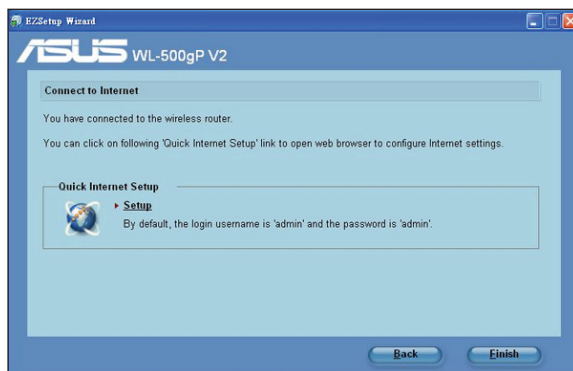 EZSetup Wizard
ASUS WL-500gP V2
Connect to Internet
You have connected to the wireless router.
You can click on following 'Quick Internet Setup' link to open web browser to configure Internet settings.
Quick Internet Setup
Setup
By default, the login username is 'admin' and the password is 'admin'.
Back Finish